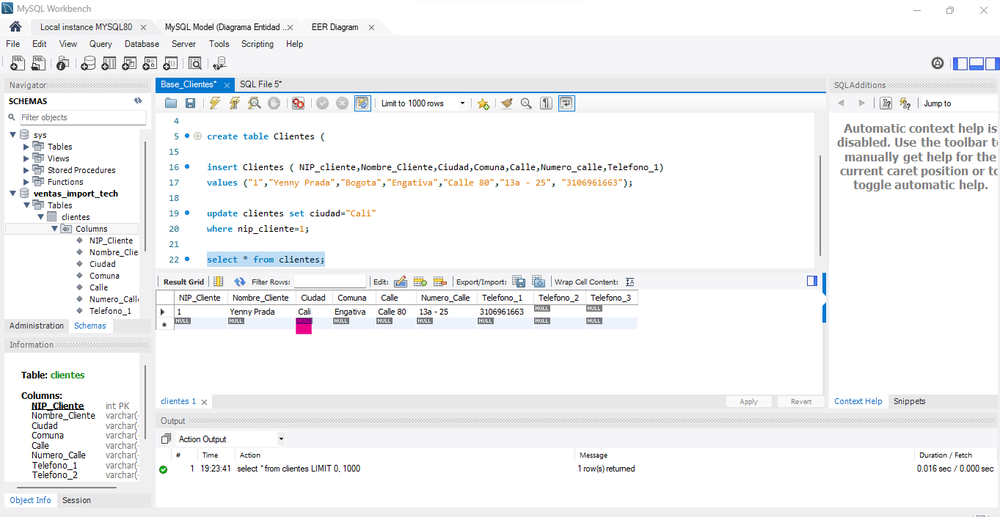 MySQL Workbench
Local instance MYSQL80 × MySQL Model (Diagrama Entidad ..× EER Diagram ×
File Edit View Query Database Server Tools Scripting Help
Navigator
SCHEMAS
Filter objects
sys
Tables
Views
Stored Procedures
Functions
ventas_import_tech
Tables
clientes
Columns
NIP_Cliente
Nombre_Clie
Ciudad
Comuna
Calle
Numero_Call
Telefono_1
Administration Schemas
Information
Table: clientes
Columns:
NIP_Cliente int PK
Nombre_Cliente varchar(
Ciudad varchar(
Comuna varchar(
Calle varchar(
Numero_Calle varchar(
Telefono_1 varchar(
Telefono_2 varchar(
Object Info Session
Base_Clientes* × SQL File 5*
Limit to 1000 rows
4
5 create table Clientes (
15
16 insert Clientes ( NIP_cliente,Nombre_Cliente,Ciudad,Comuna,Calle,Numero_calle,Telefono_1)
17 values ("1","Yenny Prada","Bogota","Engativa","Calle 80","13a - 25", "3106961663");
18
19 update clientes set ciudad="Cali"
20 where nip_cliente=1;
21
22 select * from clientes;
Result Grid Filter Rows: Edit: Export/Import: Wrap Cell Content:
NIP_Cliente Nombre_Cliente Ciudad Comuna Calle Numero_Calle Telefono_1 Telefono_2 Telefono_3
1 Yenny Prada Cali Engativa Calle 80 13a - 25 3106961663 NULL NULL
NULL NULL NULL NULL NULL NULL NULL NULL NULL
clientes 1 × Apply Revert
Output
Action Output
# Time Action Message Duration / Fetch
1 19:23:41 select * from clientes LIMIT 0, 1000 1 row(s) returned 0.016 sec / 0.000 sec
SQLAdditions
Jump to
Automatic context help is
disabled. Use the toolbar t
manually get help for the
current caret position or to
toggle automatic help.
Context Help Snippets